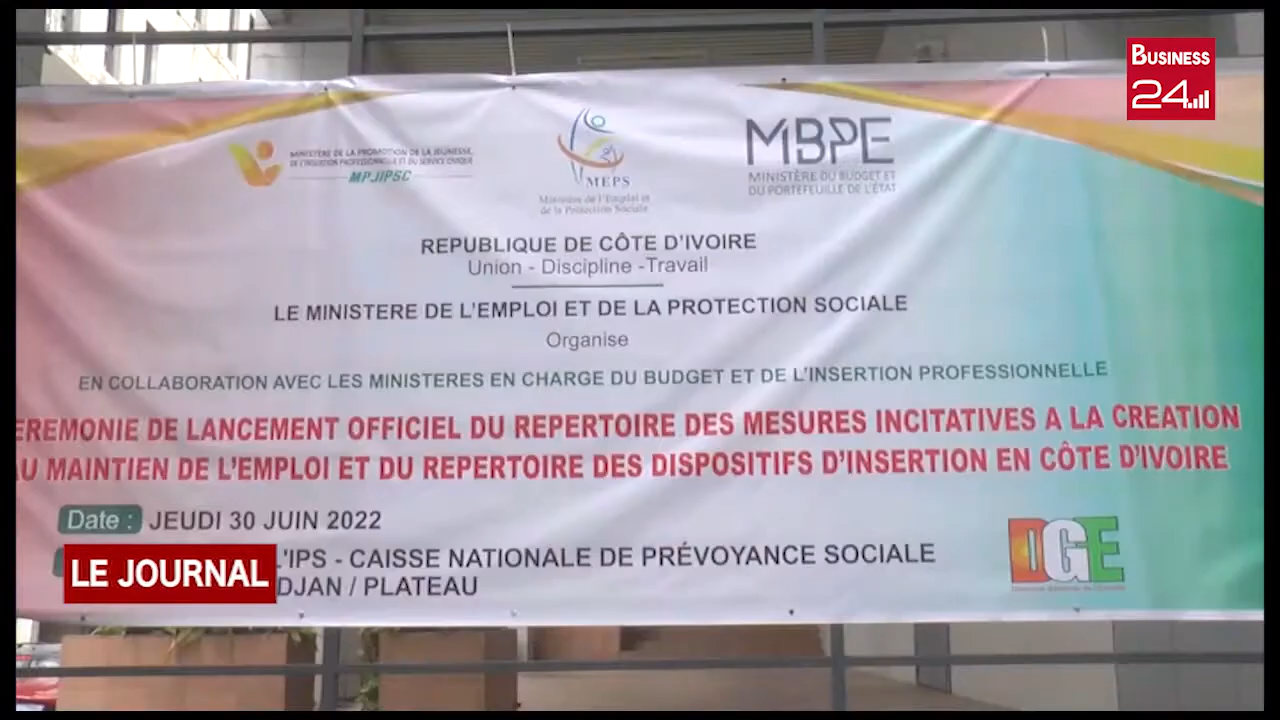 BUSINESS
24
MINISTÈRE DE LA PROMOTION DE LA JEUNESSE,
DE L'INSERTION PROFESSIONNELLE ET DU SERVICE CIVIQUE
MPJIPSC
MEPS
Ministère de l'Emploi et
de la Protection Sociale
MBPE
MINISTÈRE DU BUDGET ET
DU PORTEFEUILLE DE L'ÉTAT
REPUBLIQUE DE CÔTE D'IVOIRE
Union - Discipline -Travail
LE MINISTERE DE L'EMPLOI ET DE LA PROTECTION SOCIALE
Organise
EN COLLABORATION AVEC LES MINISTERES EN CHARGE DU BUDGET ET DE L'INSERTION PROFESSIONNELLE
EREMONIE DE LANCEMENT OFFICIEL DU REPERTOIRE DES MESURES INCITATIVES A LA CREATION
AU MAINTIEN DE L'EMPLOI ET DU REPERTOIRE DES DISPOSITIFS D'INSERTION EN CÔTE D'IVOIRE
Date : JEUDI 30 JUIN 2022
L'IPS - CAISSE NATIONALE DE PRÉVOYANCE SOCIALE
DJAN / PLATEAU
LE JOURNAL
DGE